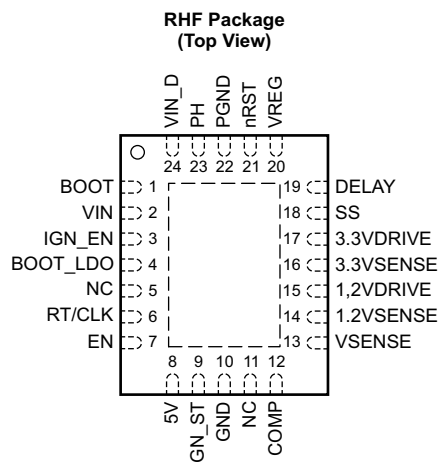 RHF Package
(Top View)
VIN_D
PH
PGND
nRST
VREG
24 23 22 21 20
BOOT 1
VIN 2
IGN_EN 3
BOOT_LDO 4
NC 5
RT/CLK 6
EN 7
19 DELAY
18 SS
17 3.3VDRIVE
16 3.3VSENSE
15 1,2VDRIVE
14 1.2VSENSE
13 VSENSE
8 9 10 11 12
5V
GN_ST
GND
NC
COMP